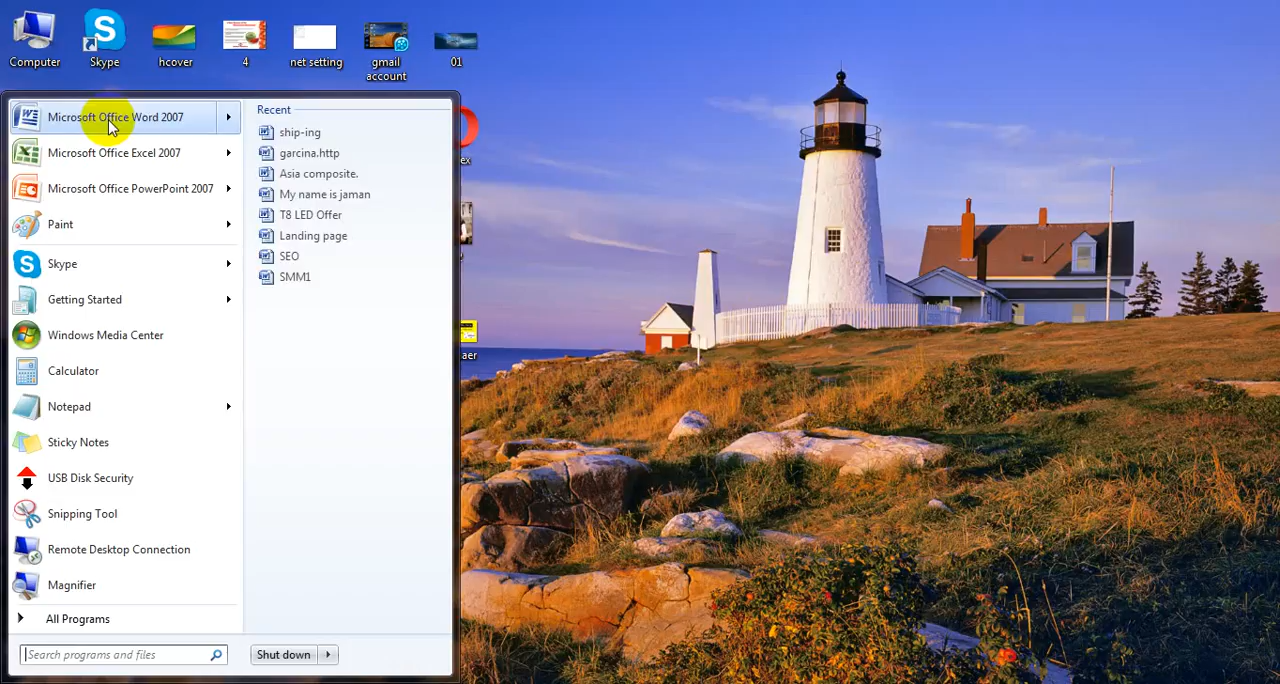 Computer
Skype
hcover
4
net setting
gmail
account
01
Microsoft Office Word 2007
Microsoft Office Excel 2007
Microsoft Office PowerPoint 2007
Paint
Skype
Getting Started
Windows Media Center
Calculator
Notepad
Sticky Notes
USB Disk Security
Snipping Tool
Remote Desktop Connection
Magnifier
All Programs
Search programs and files
Recent
ship-ing
garcina.http
Asia composite.
My name is jaman
T8 LED Offer
Landing page
SEO
SMM1
Shut down
ex
aer